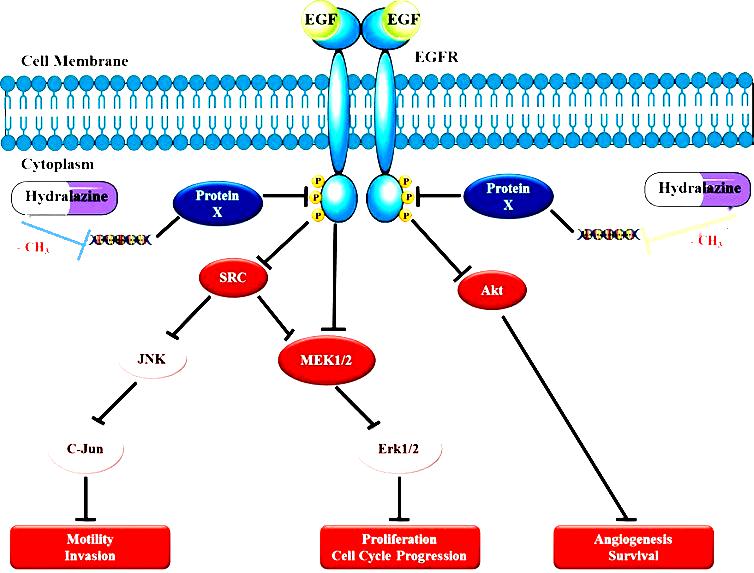 EGF
EGF
Cell Membrane
EGFR
Cytoplasm
Hydralazine
Protein
X
P
P
P
P
P
P
Protein
X
Hydralazine
- CH3
- CH3
SRC
Akt
JNK
MEK1/2
C-Jun
Erk1/2
Motility
Invasion
Proliferation
Cell Cycle Progression
Angiogenesis
Survival